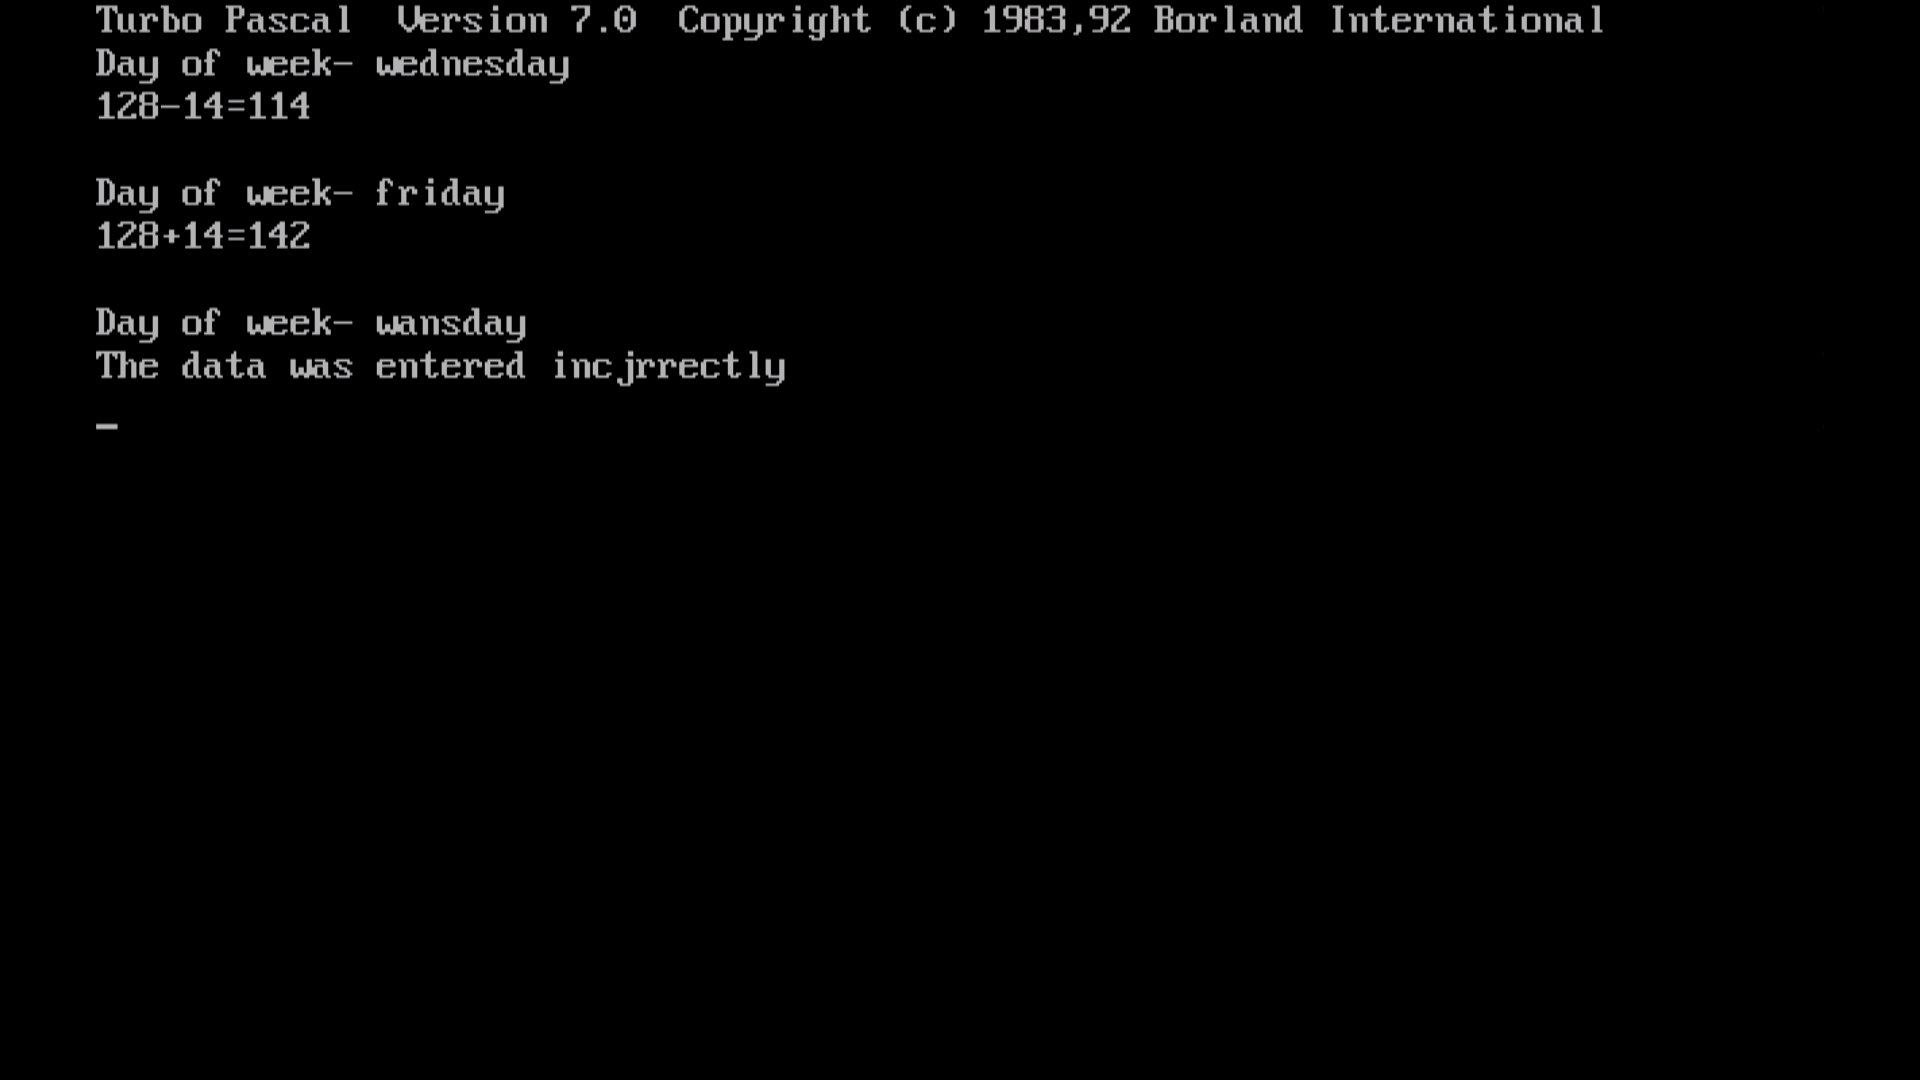 Turbo Pascal  Version 7.0  Copyright (c) 1983,92 Borland International
Day of week- wednesday
128-14=114
Day of week- friday
128+14=142
Day of week- wansday
The data was entered incjrrectly